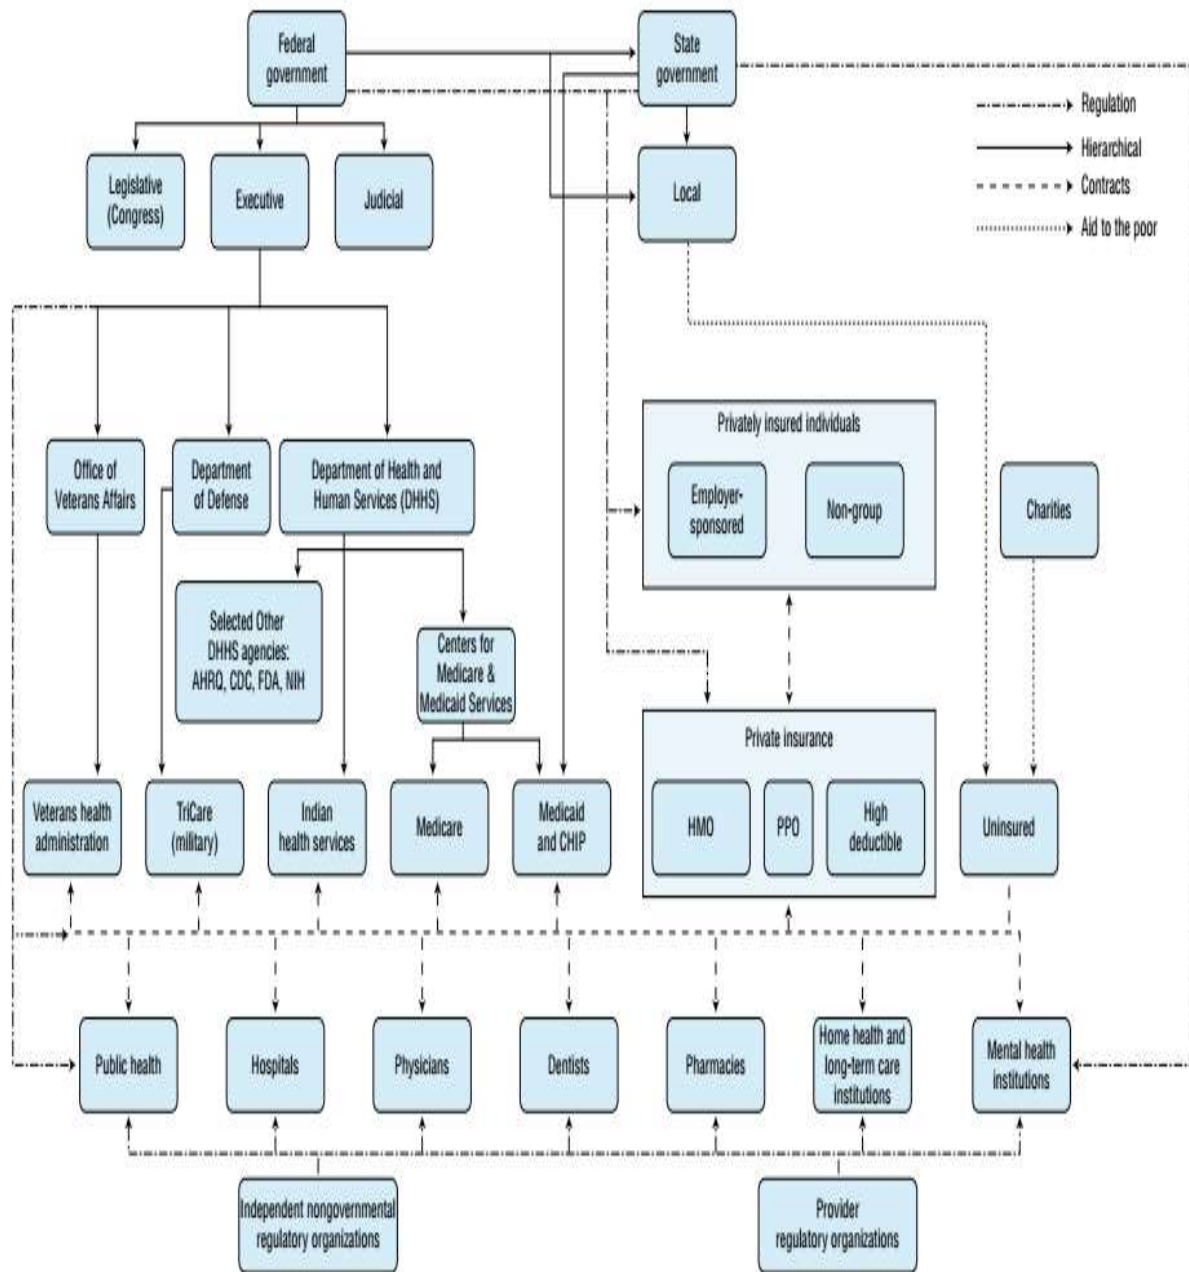 Federal
government
State
government
Regulation
Hierarchical
Contracts
Aid to the poor
Legislative
(Congress)
Executive
Judicial
Local
Privately insured individuals
Office of
Veterans Affairs
Department
of Defense
Department of Health and
Human Services (DHHS)
Employer-
sponsored
Non-group
Charities
Selected Other
DHHS agencies:
AHRQ, CDC, FDA, NIH
Centers for
Medicare &
Medicaid Services
Private insurance
Veterans health
administration
TriCare
(military)
Indian
health services
Medicare
Medicaid
and CHIP
HMO
PPO
High
deductible
Uninsured
Public health
Hospitals
Physicians
Dentists
Pharmacies
Home health and
long-term care
institutions
Mental health
institutions
Independent nongovernmental
regulatory organizations
Provider
regulatory organizations